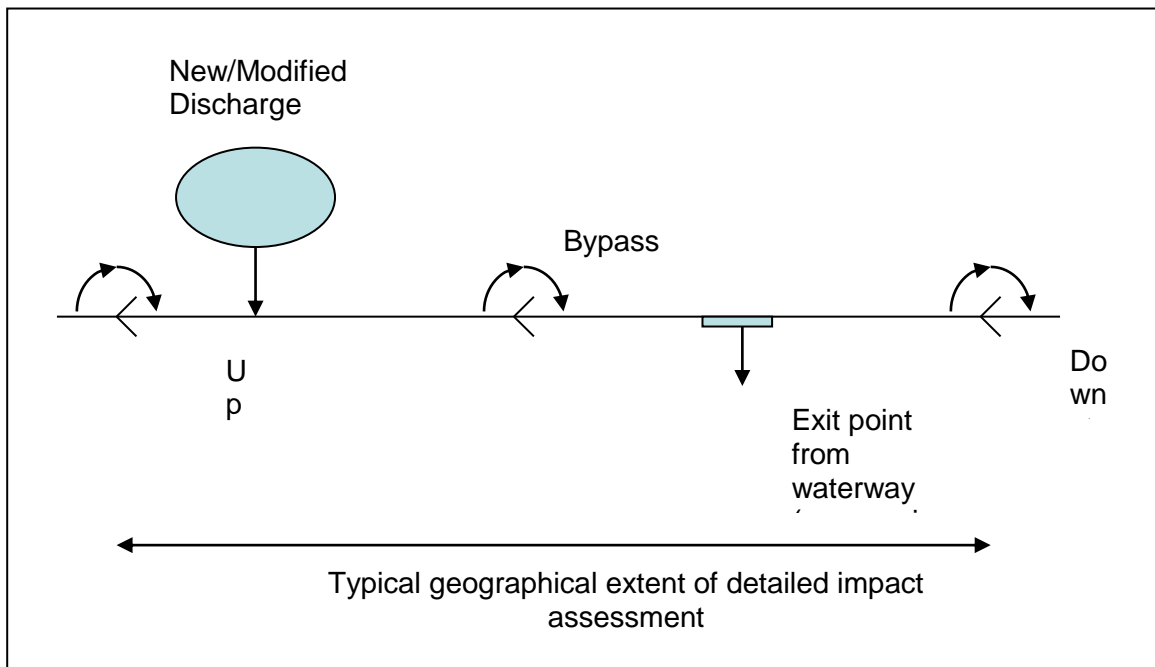 New/Modified
Discharge
Bypass
U
p
Do
wn
Exit point
from
waterway
Typical geographical extent of detailed impact
assessment